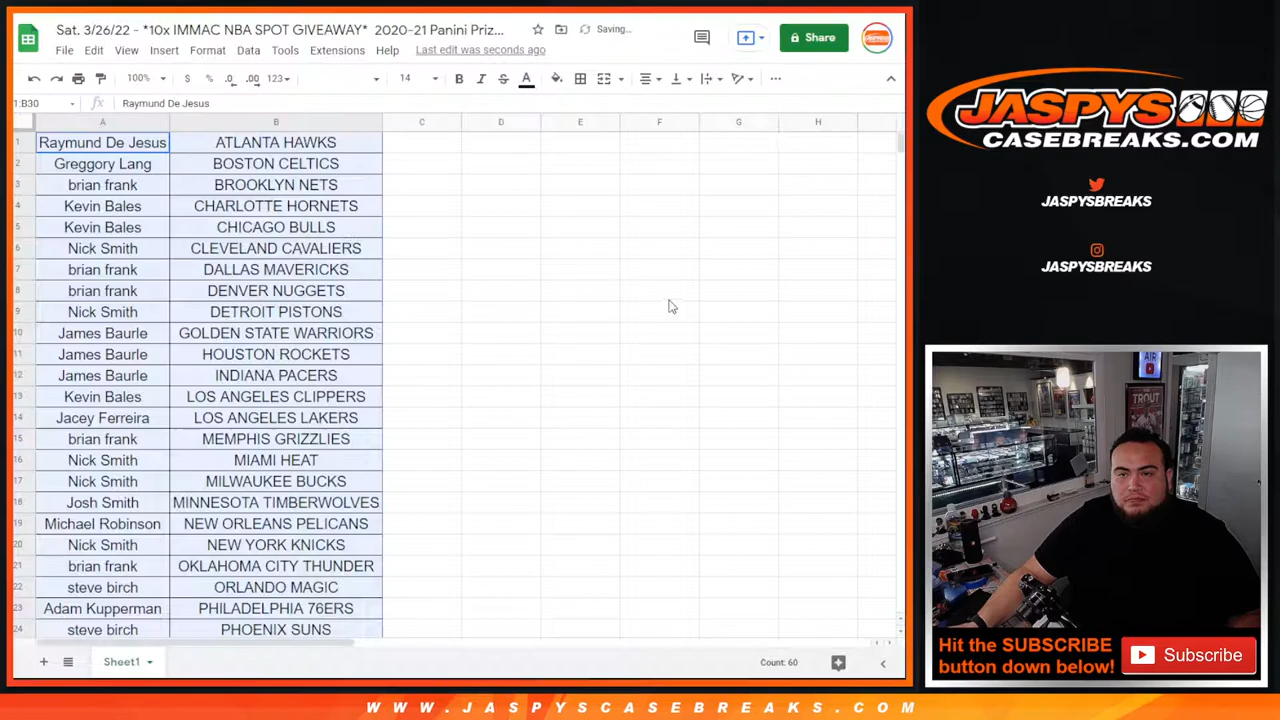 Sat. 3/26/22 - *10x IMMAC NBA SPOT GIVEAWAY* 2020-21 Panini Priz...
Saving...
Share
File Edit View Insert Format Data Tools Extensions Help Last edit was seconds ago
100% $ % .0 .00 123 14 B I S A
1:B30 fx Raymund De Jesus
A B C D E F G H
1 Raymund De Jesus ATLANTA HAWKS
2 Greggory Lang BOSTON CELTICS
3 brian frank BROOKLYN NETS
4 Kevin Bales CHARLOTTE HORNETS
5 Kevin Bales CHICAGO BULLS
6 Nick Smith CLEVELAND CAVALIERS
7 brian frank DALLAS MAVERICKS
8 brian frank DENVER NUGGETS
9 Nick Smith DETROIT PISTONS
10 James Baurle GOLDEN STATE WARRIORS
11 James Baurle HOUSTON ROCKETS
12 James Baurle INDIANA PACERS
13 Kevin Bales LOS ANGELES CLIPPERS
14 Jacey Ferreira LOS ANGELES LAKERS
15 brian frank MEMPHIS GRIZZLIES
16 Nick Smith MIAMI HEAT
17 Nick Smith MILWAUKEE BUCKS
18 Josh Smith MINNESOTA TIMBERWOLVES
19 Michael Robinson NEW ORLEANS PELICANS
20 Nick Smith NEW YORK KNICKS
21 brian frank OKLAHOMA CITY THUNDER
22 steve birch ORLANDO MAGIC
23 Adam Kupperman PHILADELPHIA 76ERS
24 steve birch PHOENIX SUNS
Sheet1
Count: 60
JASPYS
CASEBREAKS.COM
JASPYSBREAKS
JASPYSBREAKS
AIR
TROUT
Hit the SUBSCRIBE
button down below!
Subscribe
WWW.JASPYSCASEBREAKS.COM